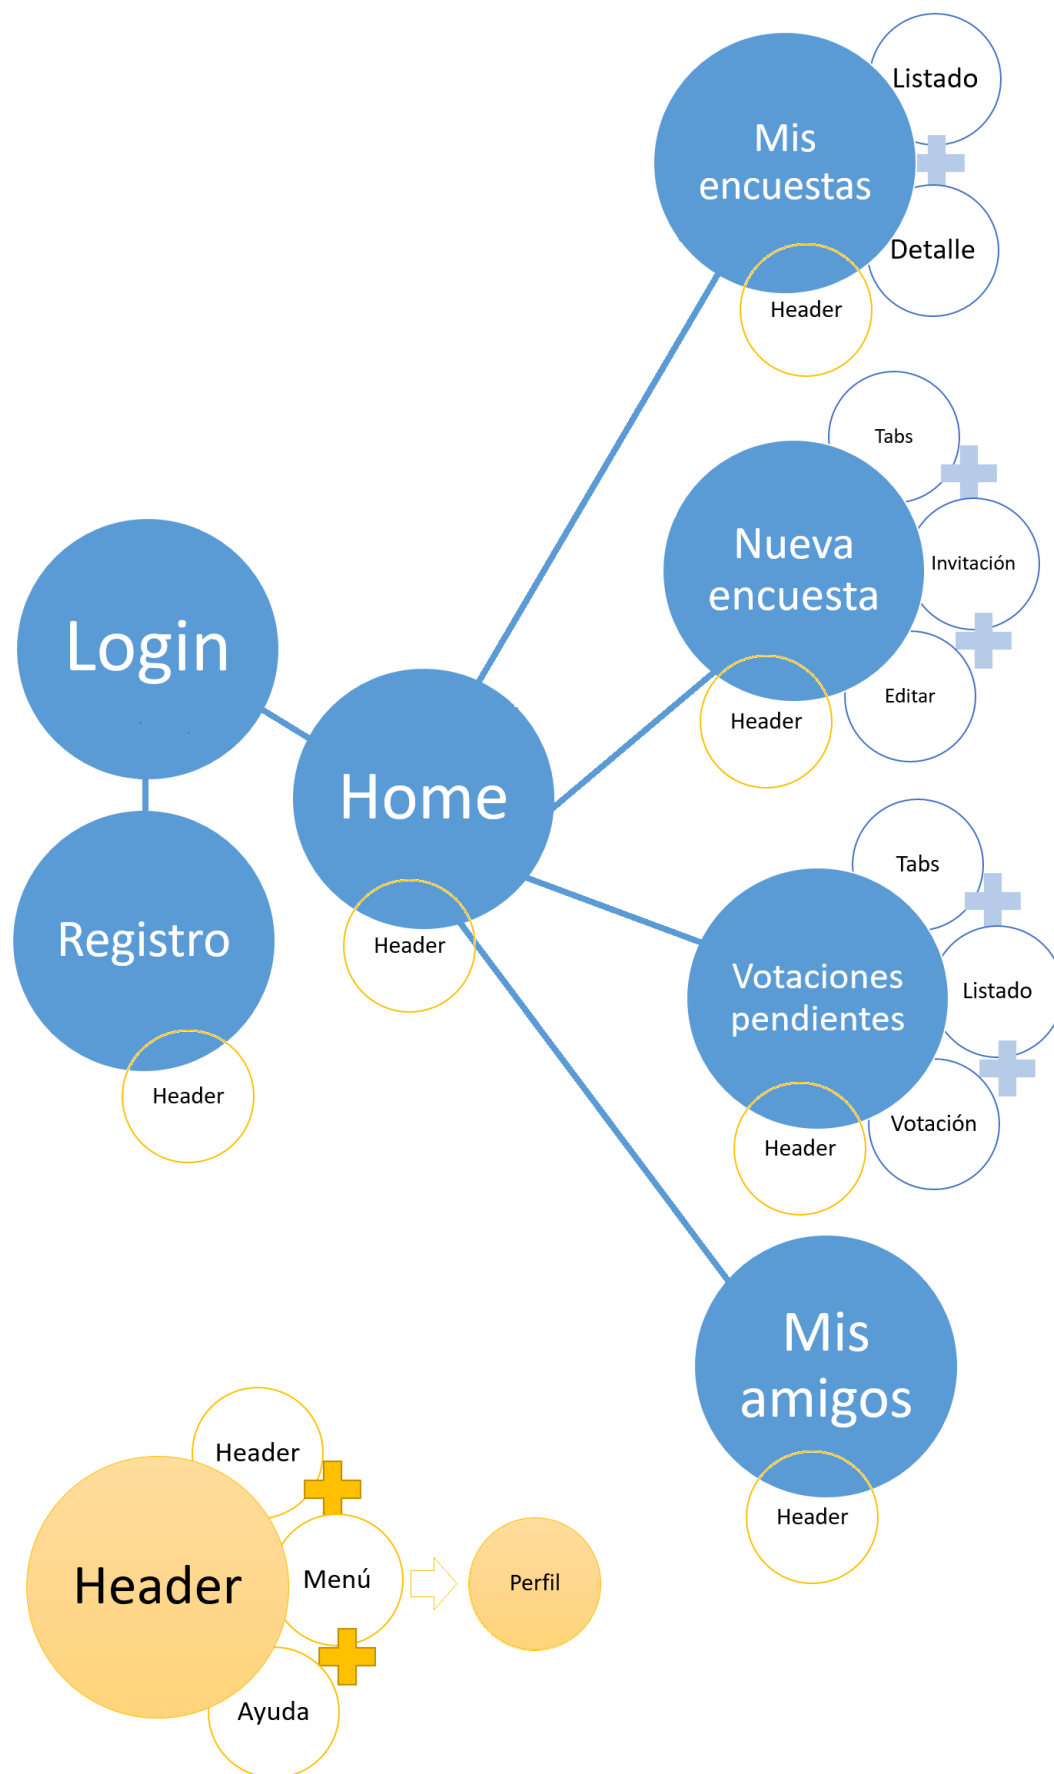 Listado
Mis
encuestas
Detalle
Header
Tabs
Nueva
encuesta
Invitación
Editar
Header
Login
Home
Header
Registro
Header
Tabs
Votaciones
pendientes
Listado
Votación
Header
Mis
amigos
Header
Header
Header
Menú
Perfil
Ayuda